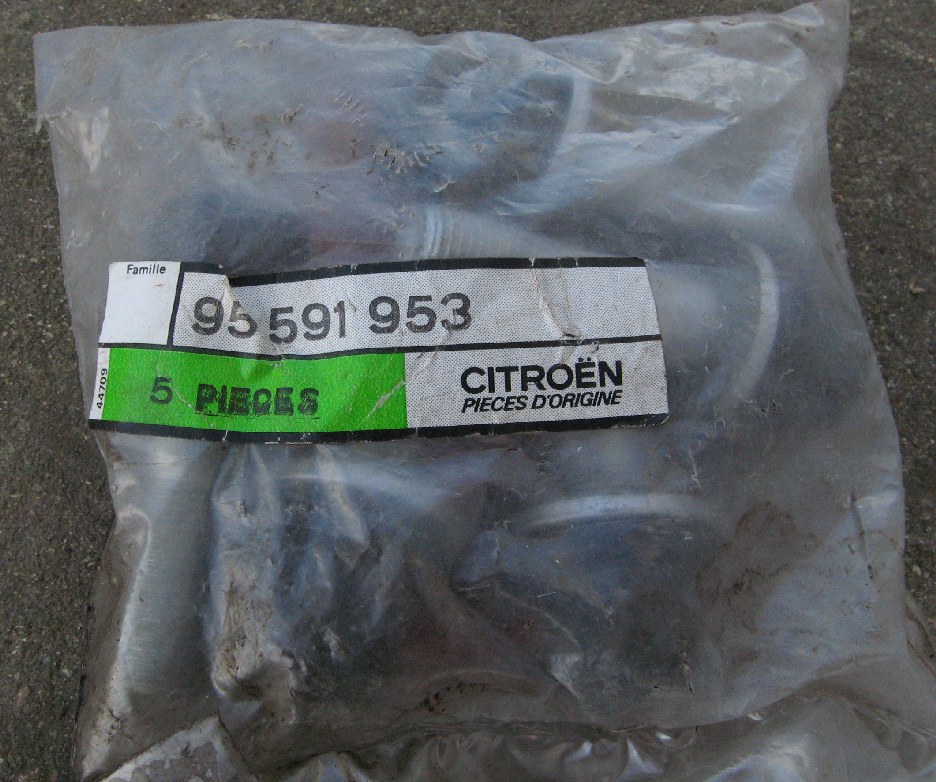 Famille
95 591 953
44709
5 PIECES
CITROËN
PIECES D'ORIGINE